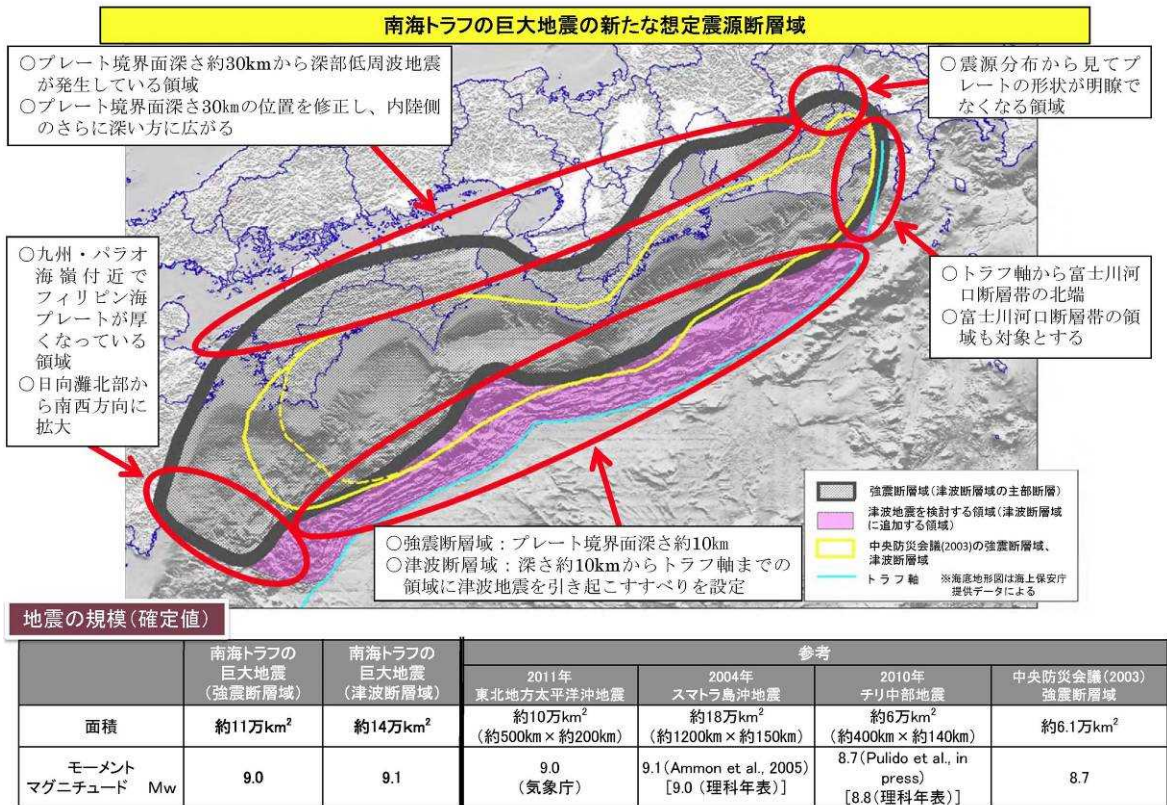 南海トラフの巨大地震の新たな想定震源断層域
○プレート境界面深さ約30kmから深部低周波地震
が発生している領域
○プレート境界面深さ30kmの位置を修正し、内陸側
のさらに深い方に広がる
○震源分布から見てプ
レートの形状が明瞭で
なくなる領域
○九州・パラオ
海嶺付近で
フィリピン海
プレートが厚
くなっている
領域
○日向灘北部か
ら南西方向に
拡大
○トラフ軸から富士川河
口断層帯の北端
○富士川河口断層帯の領
域も対象とする
○強震断層域：プレート境界面深さ約10km
○津波断層域：深さ約10kmからトラフ軸までの
領域に津波地震を引き起こすすべりを設定
強震断層域（津波断層域の主部断層）
津波地震を検討する領域（津波断層域
に追加する領域）
中央防災会議（2003）の強震断層域、
津波断層域
トラフ軸 ※海底地形図は海上保安庁
提供データによる
地震の規模（確定値）
南海トラフの
巨大地震
（強震断層域）
南海トラフの
巨大地震
（津波断層域）
参考
2011年
東北地方太平洋沖地震
2004年
スマトラ島沖地震
2010年
チリ中部地震
中央防災会議（2003）
強震断層域
面積
約11万km²
約14万km²
約10万km²
（約500km×約200km）
約18万km²
（約1200km×約150km）
約6万km²
（約400km×約140km）
約6.1万km²
モーメント
マグニチュード Mw
9.0
9.1
9.0
（気象庁）
9.1（Ammon et al., 2005）
［9.0（理科年表）］
8.7（Pulido et al., in
press）
［8.8（理科年表）］
8.7